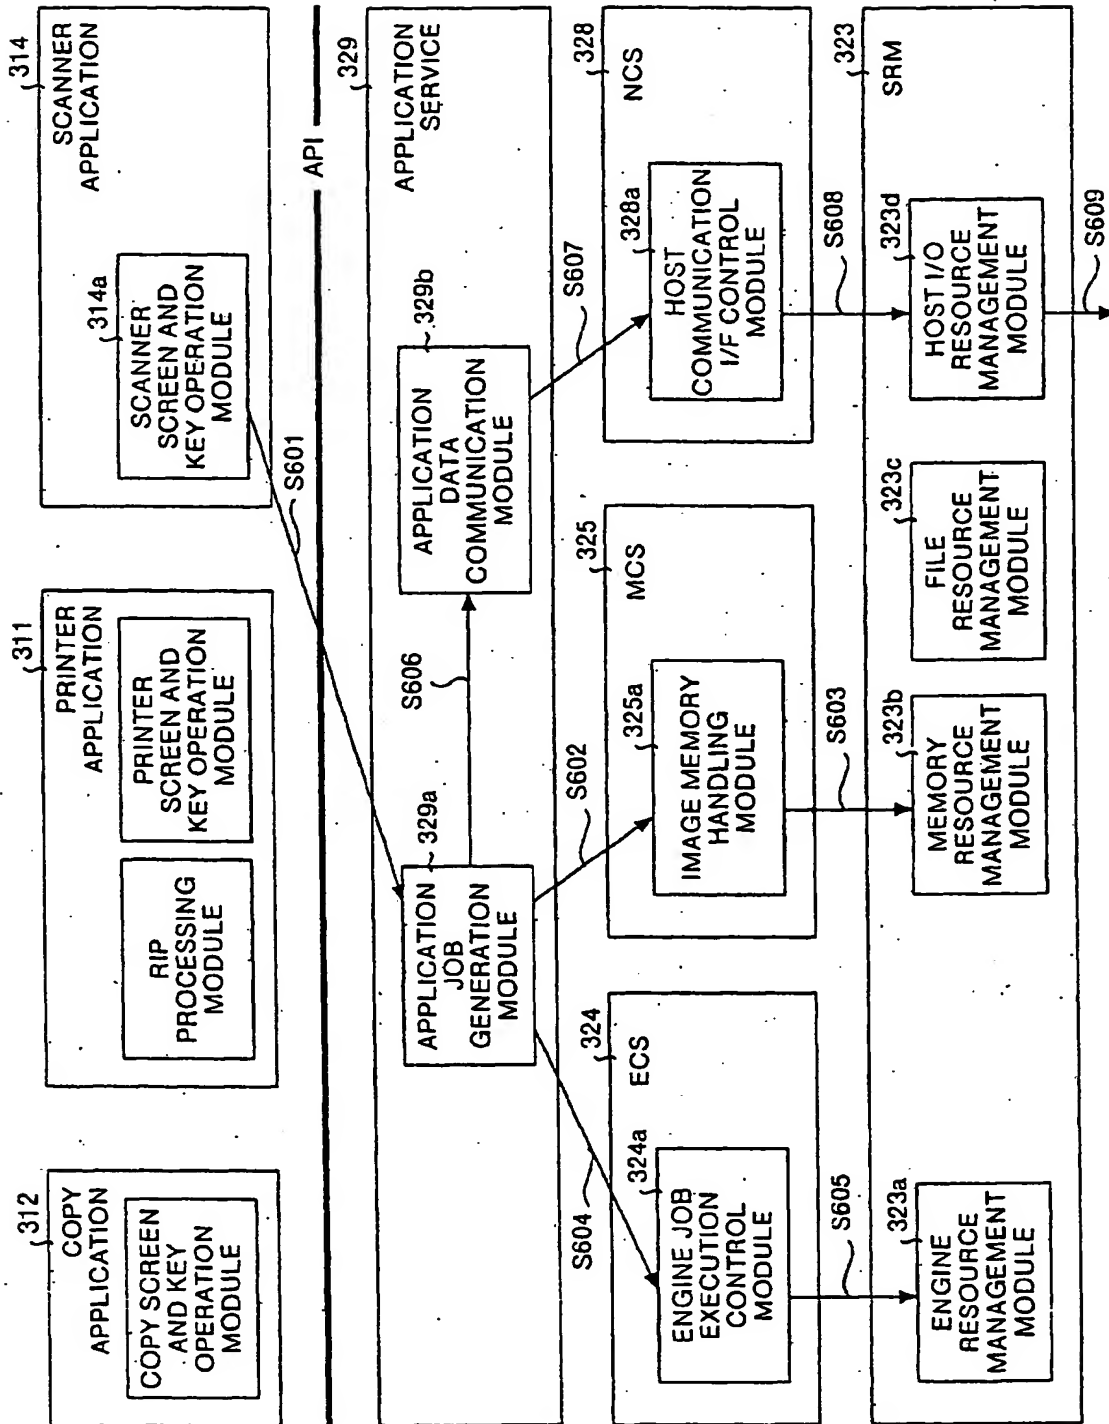 312
COPY
APPLICATION
COPY SCREEN
AND KEY
OPERATION
MODULE
311
PRINTER
APPLICATION
RIP
PROCESSING
MODULE
PRINTER
SCREEN AND
KEY OPERATION
MODULE
314
SCANNER
APPLICATION
314a
SCANNER
SCREEN AND
KEY OPERATION
MODULE
S601
API
329
APPLICATION
SERVICE
329a
APPLICATION
JOB
GENERATION
MODULE
S606
329b
APPLICATION
DATA
COMMUNICATION
MODULE
S604
S602
S607
324
ECS
324a
ENGINE JOB
EXECUTION
CONTROL
MODULE
325
MCS
325a
IMAGE MEMORY
HANDLING
MODULE
328
NCS
328a
HOST
COMMUNICATION
I/F CONTROL
MODULE
S605
S603
S608
323
SRM
323a
ENGINE
RESOURCE
MANAGEMENT
MODULE
323b
MEMORY
RESOURCE
MANAGEMENT
MODULE
323c
FILE
RESOURCE
MANAGEMENT
MODULE
323d
HOST I/O
RESOURCE
MANAGEMENT
MODULE
S609